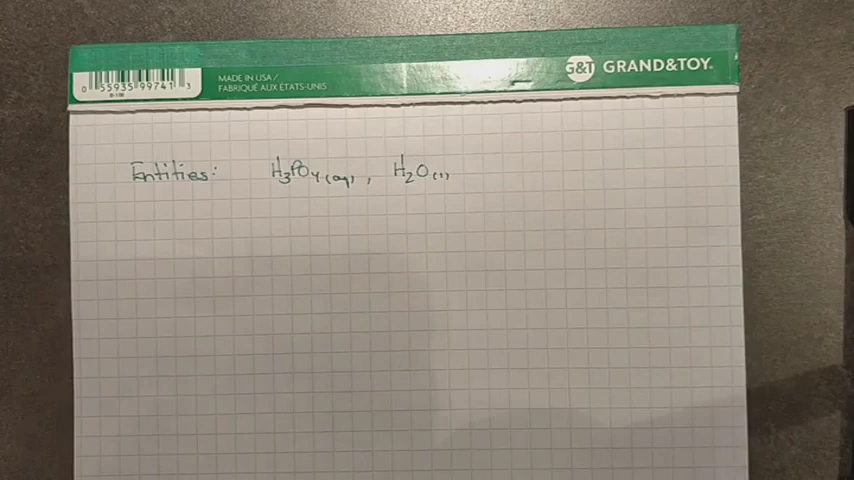 MADE IN USA /
FABRIQUÉ AUX ÉTATS-UNIS
G&T GRAND&TOY
0 55935 99741 3
Entities: H₃PO₄(aq), H₂O(l)